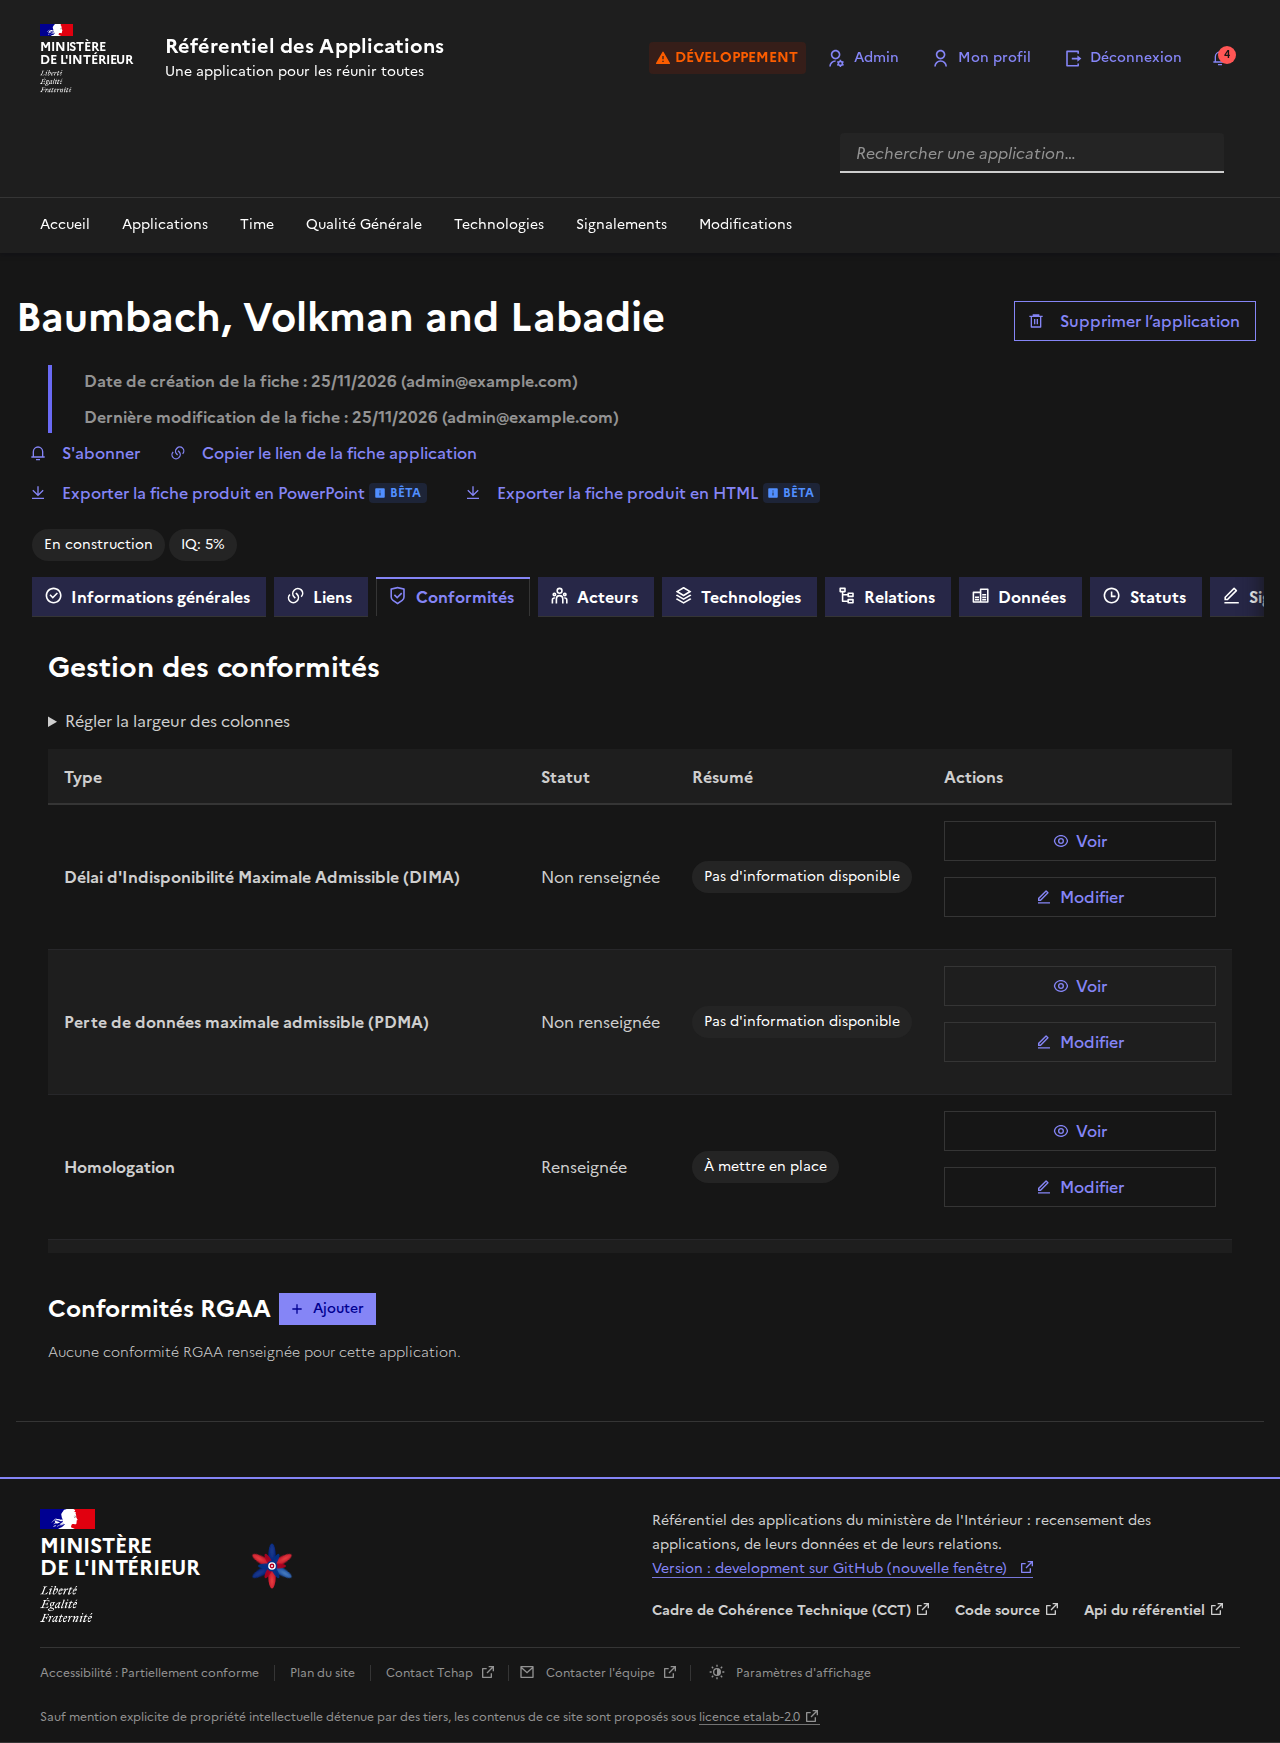 MINISTÈRE
DE L'INTÉRIEUR
Liberté
Égalité
Fraternité
Référentiel des Applications
Une application pour les réunir toutes
DÉVELOPPEMENT
Admin
Mon profil
Déconnexion
4
Rechercher une application...
Accueil
Applications
Time
Qualité Générale
Technologies
Signalements
Modifications
Baumbach, Volkman and Labadie
Supprimer l’application
Date de création de la fiche : 25/11/2026 (admin@example.com)
Dernière modification de la fiche : 25/11/2026 (admin@example.com)
S'abonner
Copier le lien de la fiche application
Exporter la fiche produit en PowerPoint BÊTA
Exporter la fiche produit en HTML BÊTA
En construction
IQ: 5%
Informations générales
Liens
Conformités
Acteurs
Technologies
Relations
Données
Statuts
Gestion des conformités
Régler la largeur des colonnes
Type
Statut
Résumé
Actions
Délai d'Indisponibilité Maximale Admissible (DIMA)
Non renseignée
Pas d'information disponible
Voir
Modifier
Perte de données maximale admissible (PDMA)
Non renseignée
Pas d'information disponible
Voir
Modifier
Homologation
Renseignée
À mettre en place
Voir
Modifier
Conformités RGAA
Ajouter
Aucune conformité RGAA renseignée pour cette application.
MINISTÈRE
DE L'INTÉRIEUR
Liberté
Égalité
Fraternité
Référentiel des applications du ministère de l'Intérieur : recensement des
applications, de leurs données et de leurs relations.
Version : development sur GitHub (nouvelle fenêtre)
Cadre de Cohérence Technique (CCT)
Code source
Api du référentiel
Accessibilité : Partiellement conforme
Plan du site
Contact Tchap
Contacter l'équipe
Paramètres d'affichage
Sauf mention explicite de propriété intellectuelle détenue par des tiers, les contenus de ce site sont proposés sous licence etalab-2.0